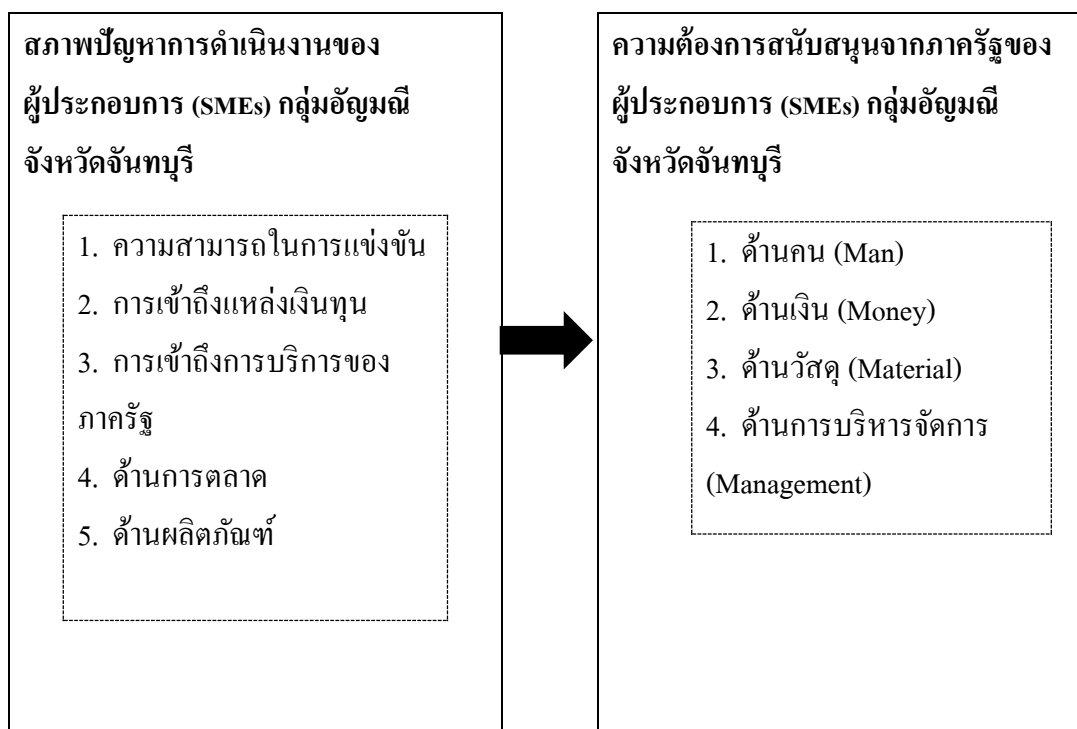 สภาพปัญหาการดำเนินงานของ
ผู้ประกอบการ (SMEs) กลุ่มอัญมณี
จังหวัดจันทบุรี
1. ความสามารถในการแข่งขัน
2. การเข้าถึงแหล่งเงินทุน
3. การเข้าถึงการบริการของ
ภาครัฐ
4. ด้านการตลาด
5. ด้านผลิตภัณฑ์
ความต้องการสนับสนุนจากภาครัฐของ
ผู้ประกอบการ (SMEs) กลุ่มอัญมณี
จังหวัดจันทบุรี
1. ด้านคน (Man)
2. ด้านเงิน (Money)
3. ด้านวัสดุ (Material)
4. ด้านการบริหารจัดการ
(Management)